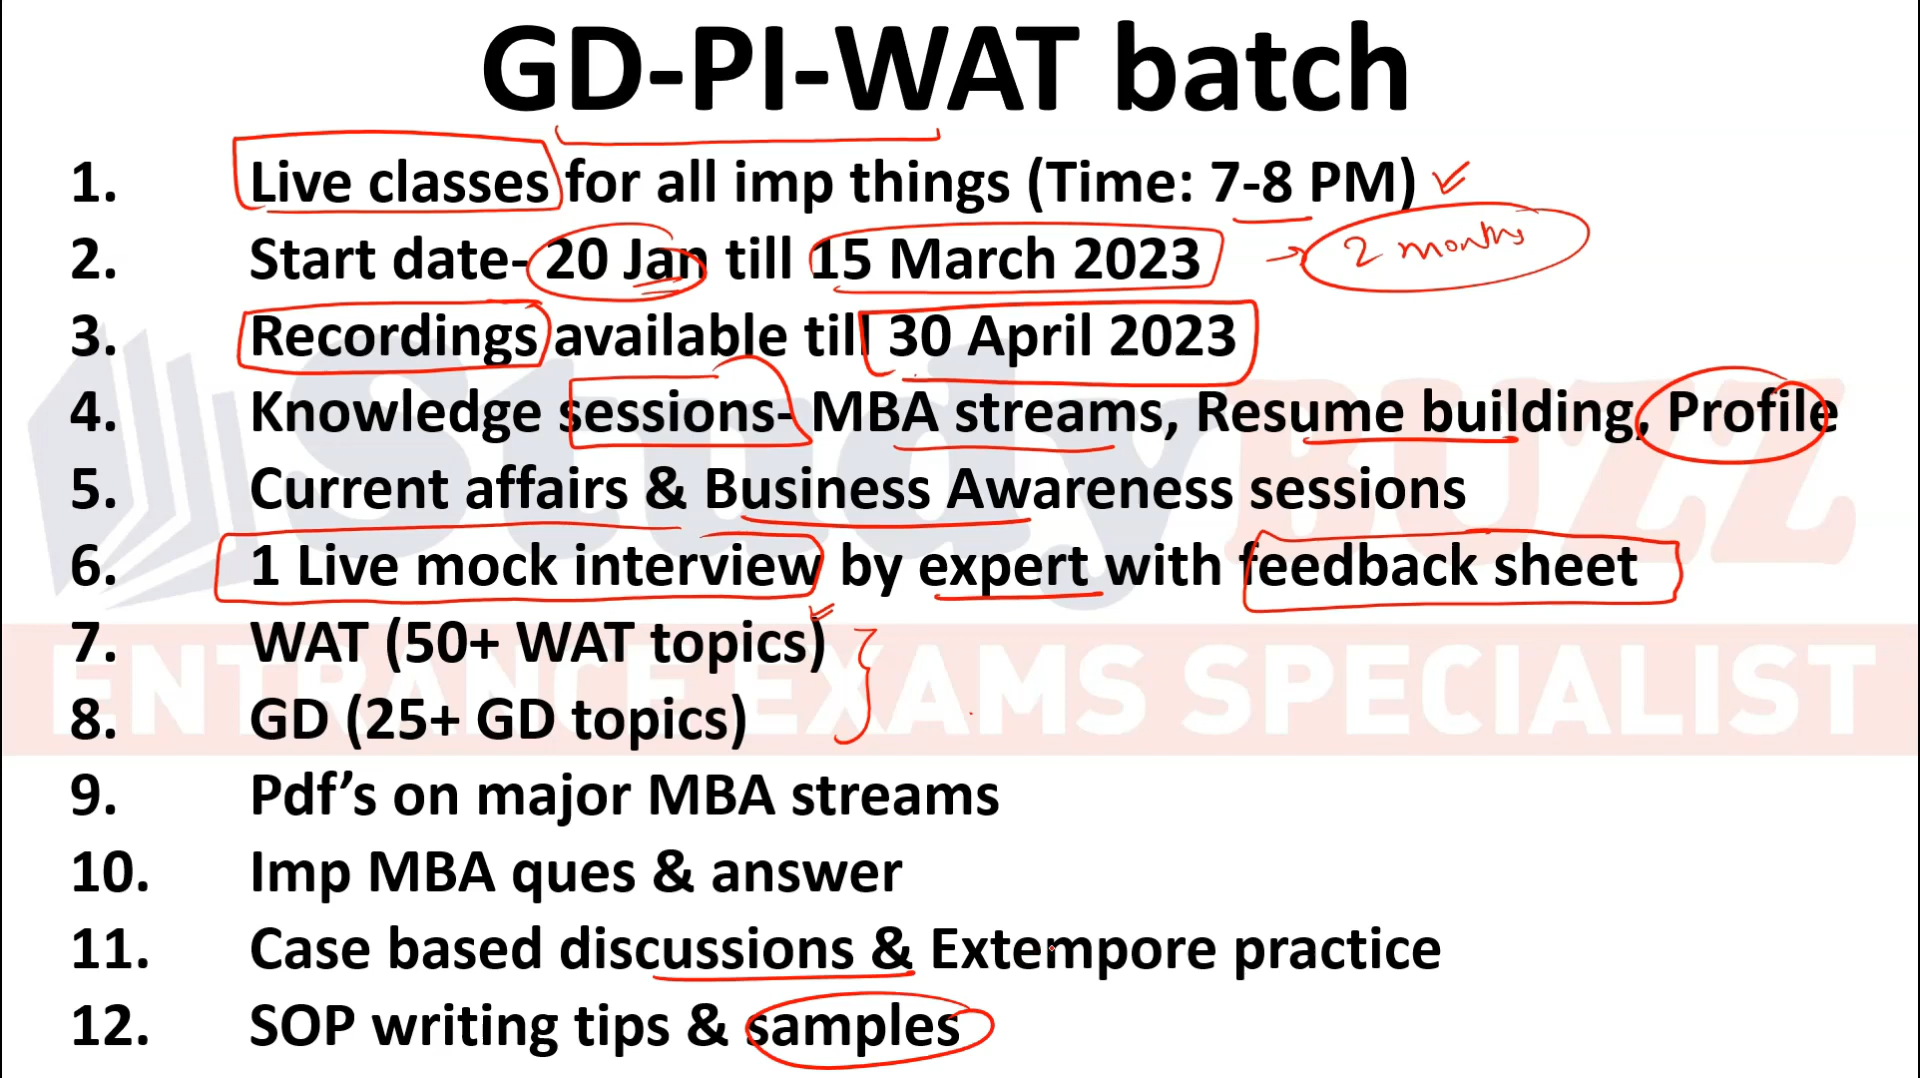 GD-PI-WAT batch
1. Live classes for all imp things (Time: 7-8 PM)
2. Start date- 20 Jan till 15 March 2023 → 2 months
3. Recordings available till 30 April 2023
4. Knowledge sessions- MBA streams, Resume building, Profile
5. Current affairs & Business Awareness sessions
6. 1 Live mock interview by expert with feedback sheet
7. WAT (50+ WAT topics)
8. GD (25+ GD topics)
9. Pdf’s on major MBA streams
10. Imp MBA ques & answer
11. Case based discussions & Extempore practice
12. SOP writing tips & samples
StudyBUZZ
ENTRANCE EXAMS SPECIALIST